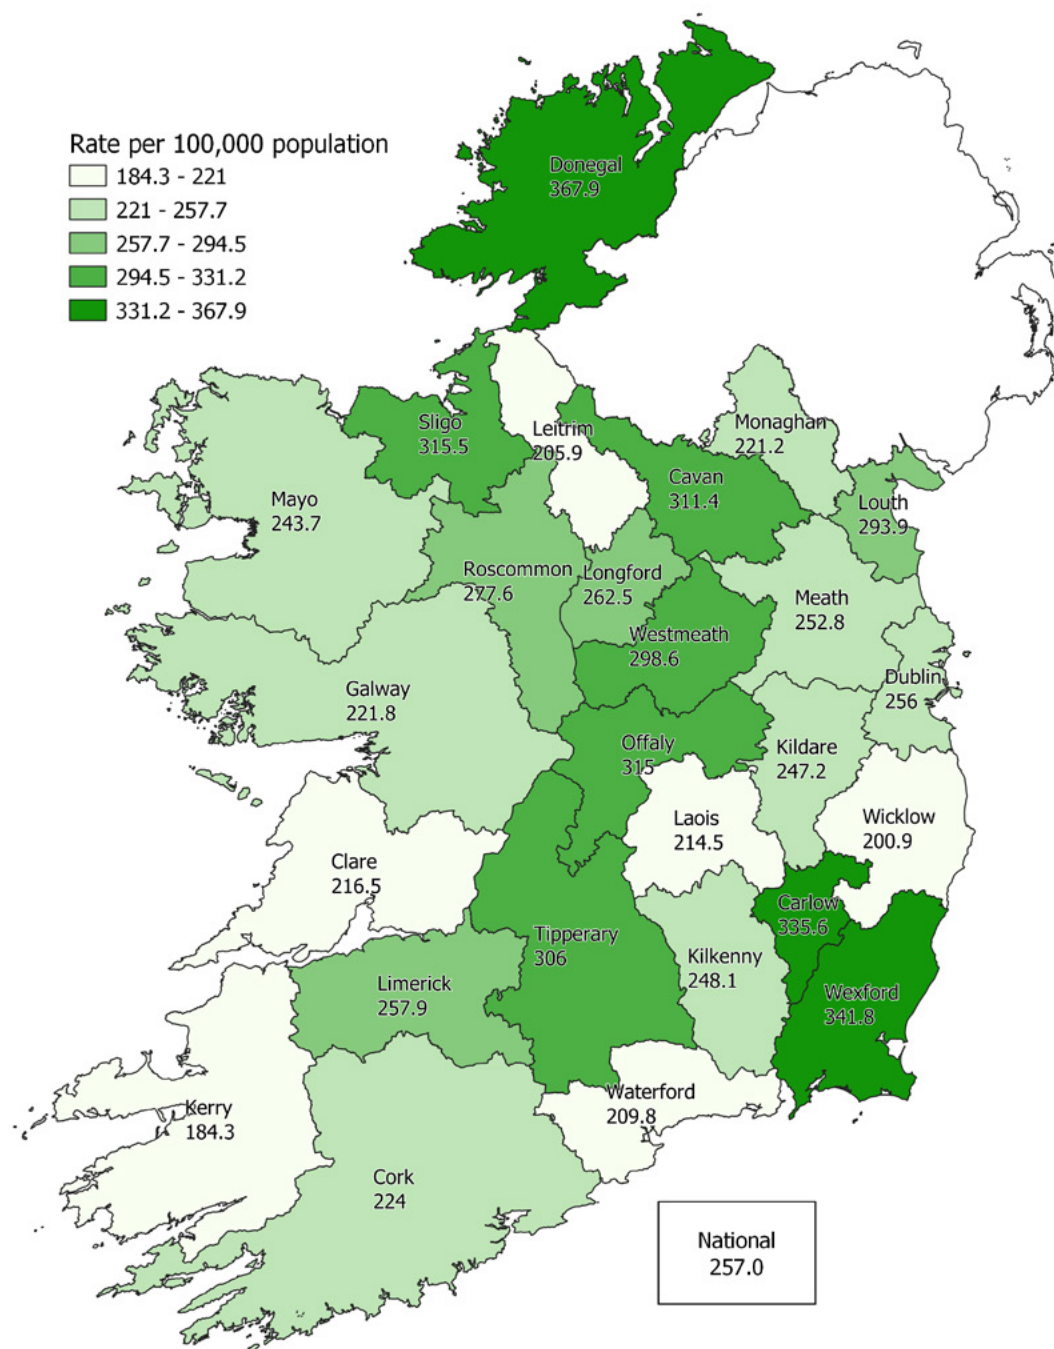 Rate per 100,000 population
184.3 - 221
221 - 257.7
257.7 - 294.5
294.5 - 331.2
331.2 - 367.9
Donegal
367.9
Sligo
315.5
Leitrim
205.9
Monaghan
221.2
Cavan
311.4
Louth
293.9
Mayo
243.7
Roscommon
277.6
Longford
262.5
Meath
252.8
Westmeath
298.6
Dublin
256
Galway
221.8
Offaly
315
Kildare
247.2
Laois
214.5
Wicklow
200.9
Clare
216.5
Carlow
335.6
Tipperary
306
Kilkenny
248.1
Limerick
257.9
Wexford
341.8
Kerry
184.3
Waterford
209.8
Cork
224
National
257.0